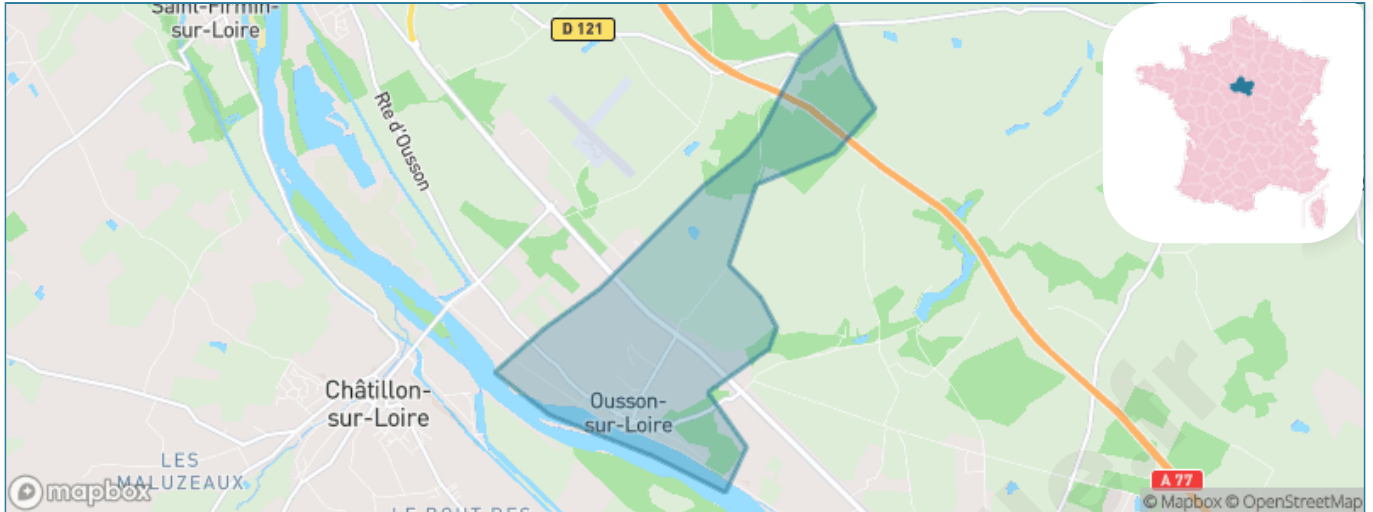 Saint-Firmin-
sur-Loire
D 121
Rte d'Ousson
Châtillon-
sur-Loire
Ousson-
sur-Loire
LES
MALUZEAUX
A 77
mapbox
© Mapbox © OpenStreetMap